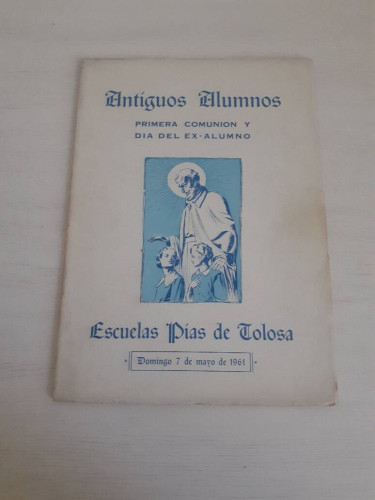 Antiguos Alumnos
PRIMERA COMUNION Y
DIA DEL EX-ALUMNO
Escuelas Pías de Tolosa
Domingo 7 de mayo de 1961